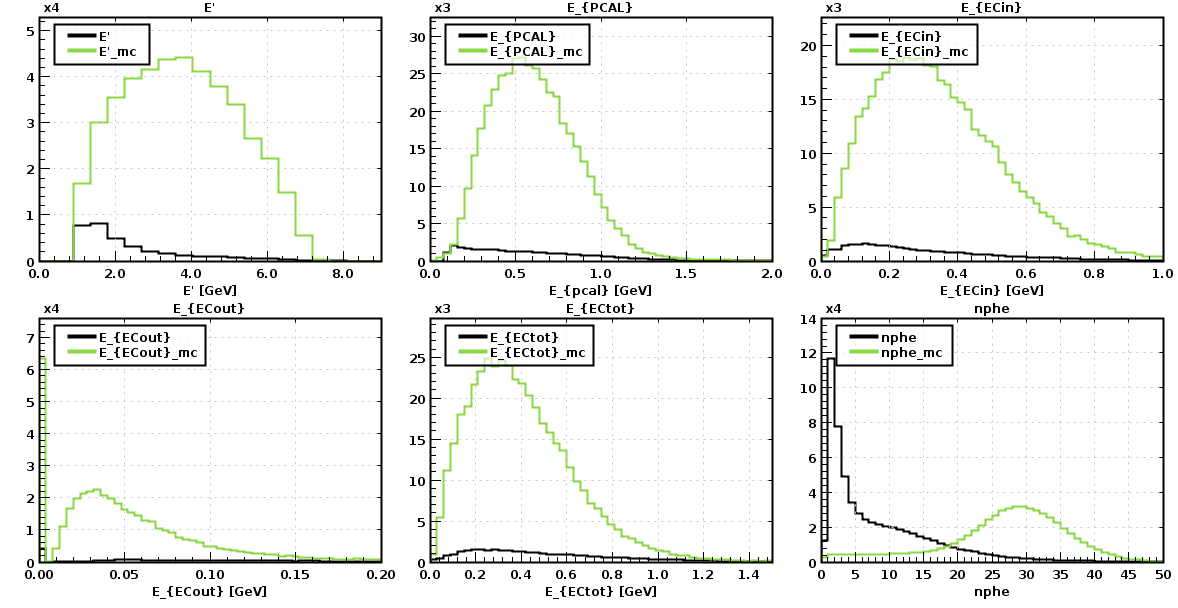 x4 E'
E'
E'_mc
5
4
3
2
1
0
0.0 2.0 4.0 6.0 8.0
E' [GeV]
x3 E_{PCAL}
E_{PCAL}
E_{PCAL}_mc
30
25
20
15
10
5
0
0.0 0.5 1.0 1.5 2.0
E_{pcal} [GeV]
x3 E_{ECin}
E_{ECin}
E_{ECin}_mc
20
15
10
5
0
0.0 0.2 0.4 0.6 0.8 1.0
E_{ECin} [GeV]
x4 E_{ECout}
E_{ECout}
E_{ECout}_mc
7
6
5
4
3
2
1
0
0.00 0.05 0.10 0.15 0.20
E_{ECout} [GeV]
x3 E_{ECtot}
E_{ECtot}
E_{ECtot}_mc
25
20
15
10
5
0
0.0 0.2 0.4 0.6 0.8 1.0 1.2 1.4
E_{ECtot} [GeV]
x4 nphe
nphe
nphe_mc
14
12
10
8
6
4
2
0
0 5 10 15 20 25 30 35 40 45 50
nphe